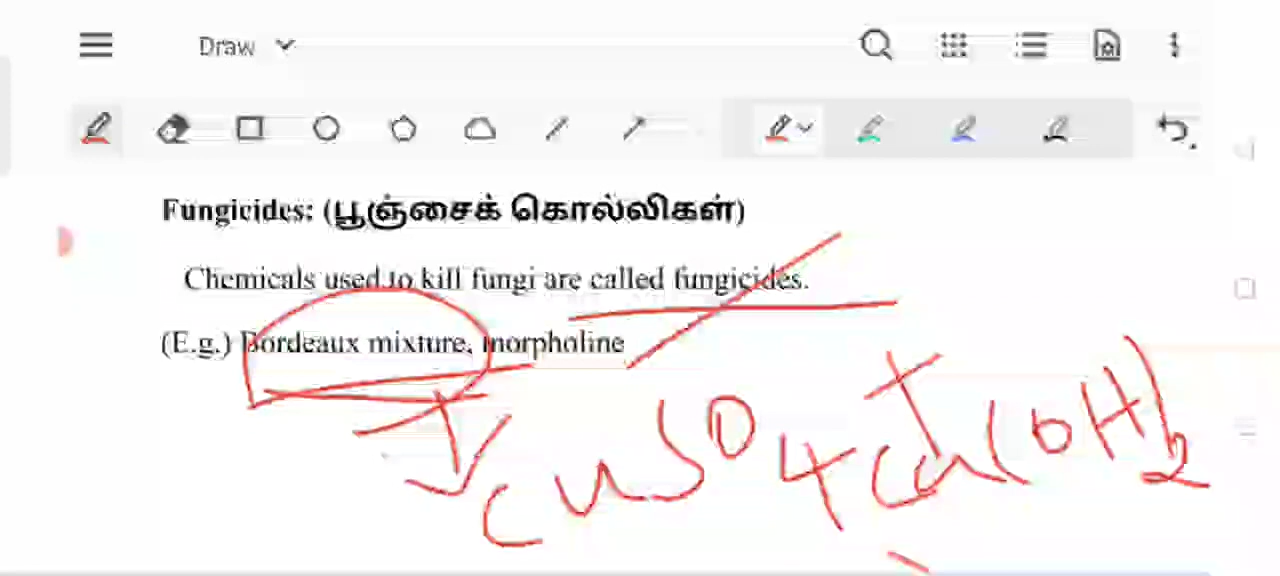 Draw
Fungicides: (பூஞ்சைக் கொல்லிகள்)
Chemicals used to kill fungi are called fungicides.
(E.g.) Bordeaux mixture, morpholine
CuSO4 + Ca(OH)2